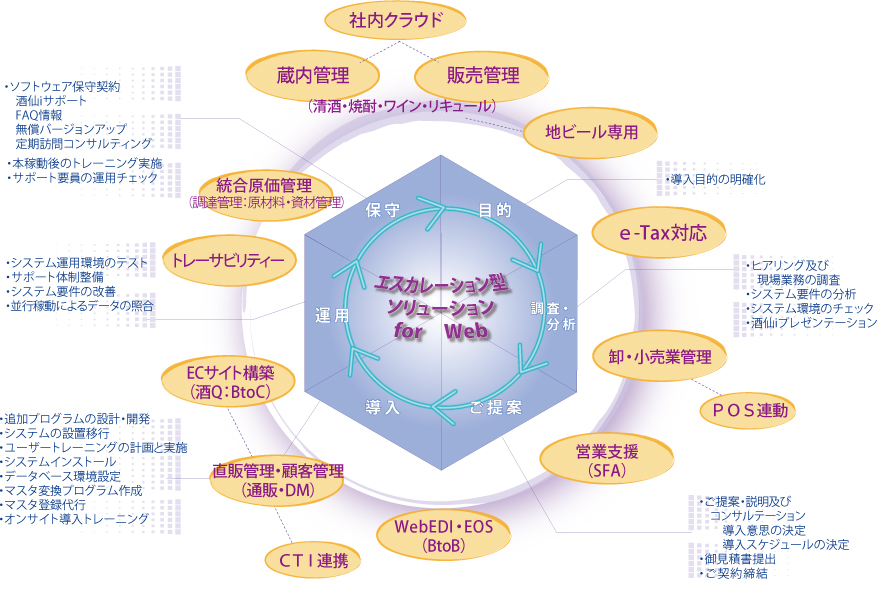 社内クラウド
蔵内管理
販売管理
(清酒・焼酎・ワイン・リキュール)
地ビール専用
・ソフトウェア保守契約
酒仙iサポート
FAQ情報
無償バージョンアップ
定期訪問コンサルティング
・本稼動後のトレーニング実施
・サポート要員の運用チェック
統合原価管理
(調達管理:原材料・資材管理)
保守
目的
・導入目的の明確化
e-Tax対応
トレーサビリティー
・システム運用環境のテスト
・サポート体制整備
・システム要件の改善
・並行稼動によるデータの照合
エスカレーション型
ソリューション
for Web
運用
調査・
分析
・ヒアリング及び
現場業務の調査
・システム要件の分析
・システム環境のチェック
・酒仙iプレゼンテーション
卸・小売業管理
ECサイト構築
(酒Q:BtoC)
導入
ご提案
POS連動
・追加プログラムの設計・開発
・システムの設置移行
・ユーザートレーニングの計画と実施
・システムインストール
・データベース環境設定
・マスタ変換プログラム作成
・マスタ登録代行
・オンサイト導入トレーニング
直販管理・顧客管理
(通販・DM)
営業支援
(SFA)
WebEDI・EOS
(BtoB)
CTI連携
・ご提案・説明及び
コンサルテーション
導入意思の決定
導入スケジュールの決定
・御見積書提出
・ご契約締結